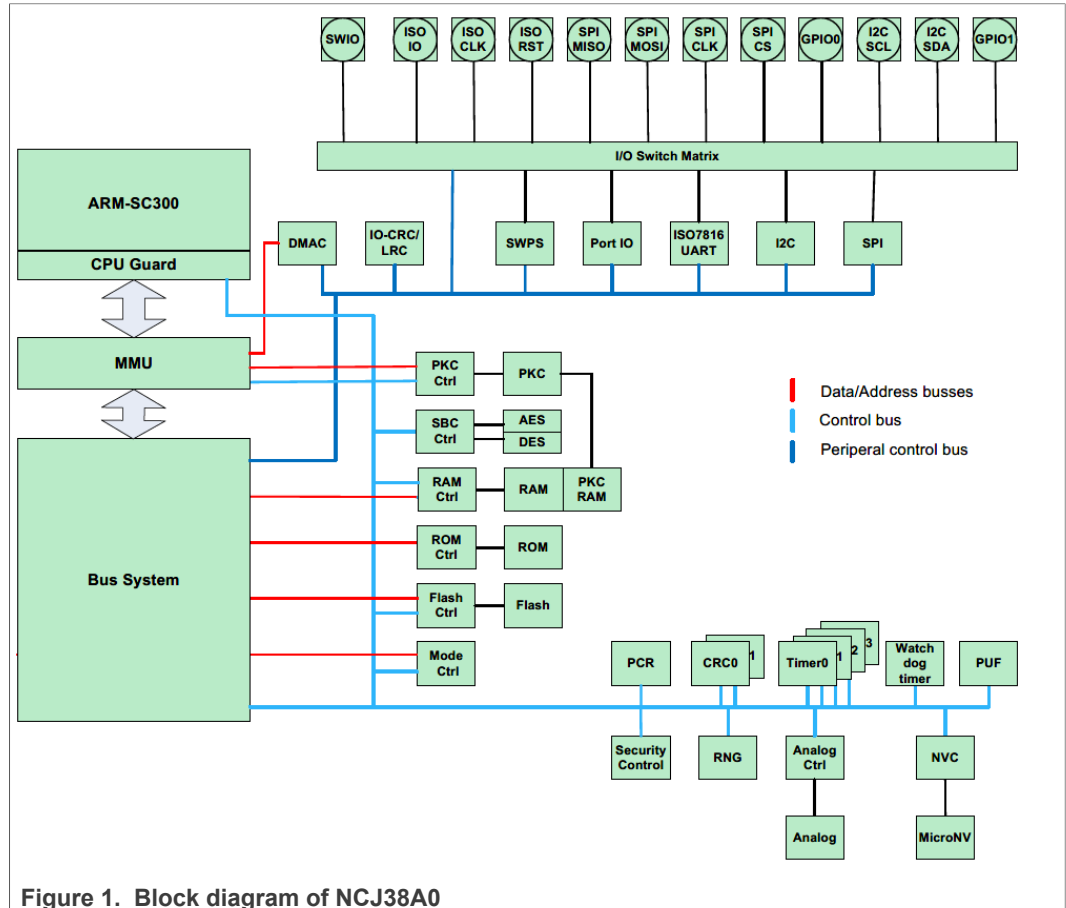 SWIO
ISO
IO
ISO
CLK
ISO
RST
SPI
MISO
SPI
MOSI
SPI
CLK
SPI
CS
GPIO0
I2C
SCL
I2C
SDA
GPIO1
I/O Switch Matrix
ARM-SC300
CPU Guard
DMAC
IO-CRC/
LRC
SWPS
Port IO
ISO7816
UART
I2C
SPI
MMU
PKC
Ctrl
PKC
SBC
Ctrl
AES
DES
RAM
Ctrl
RAM
PKC
RAM
ROM
Ctrl
ROM
Flash
Ctrl
Flash
Mode
Ctrl
Bus System
Data/Address busses
Control bus
Periperal control bus
PCR
CRC0
1
Timer0
1
2
3
Watch
dog
timer
PUF
Security
Control
RNG
Analog
Ctrl
NVC
Analog
MicroNV
Figure 1. Block diagram of NCJ38A0